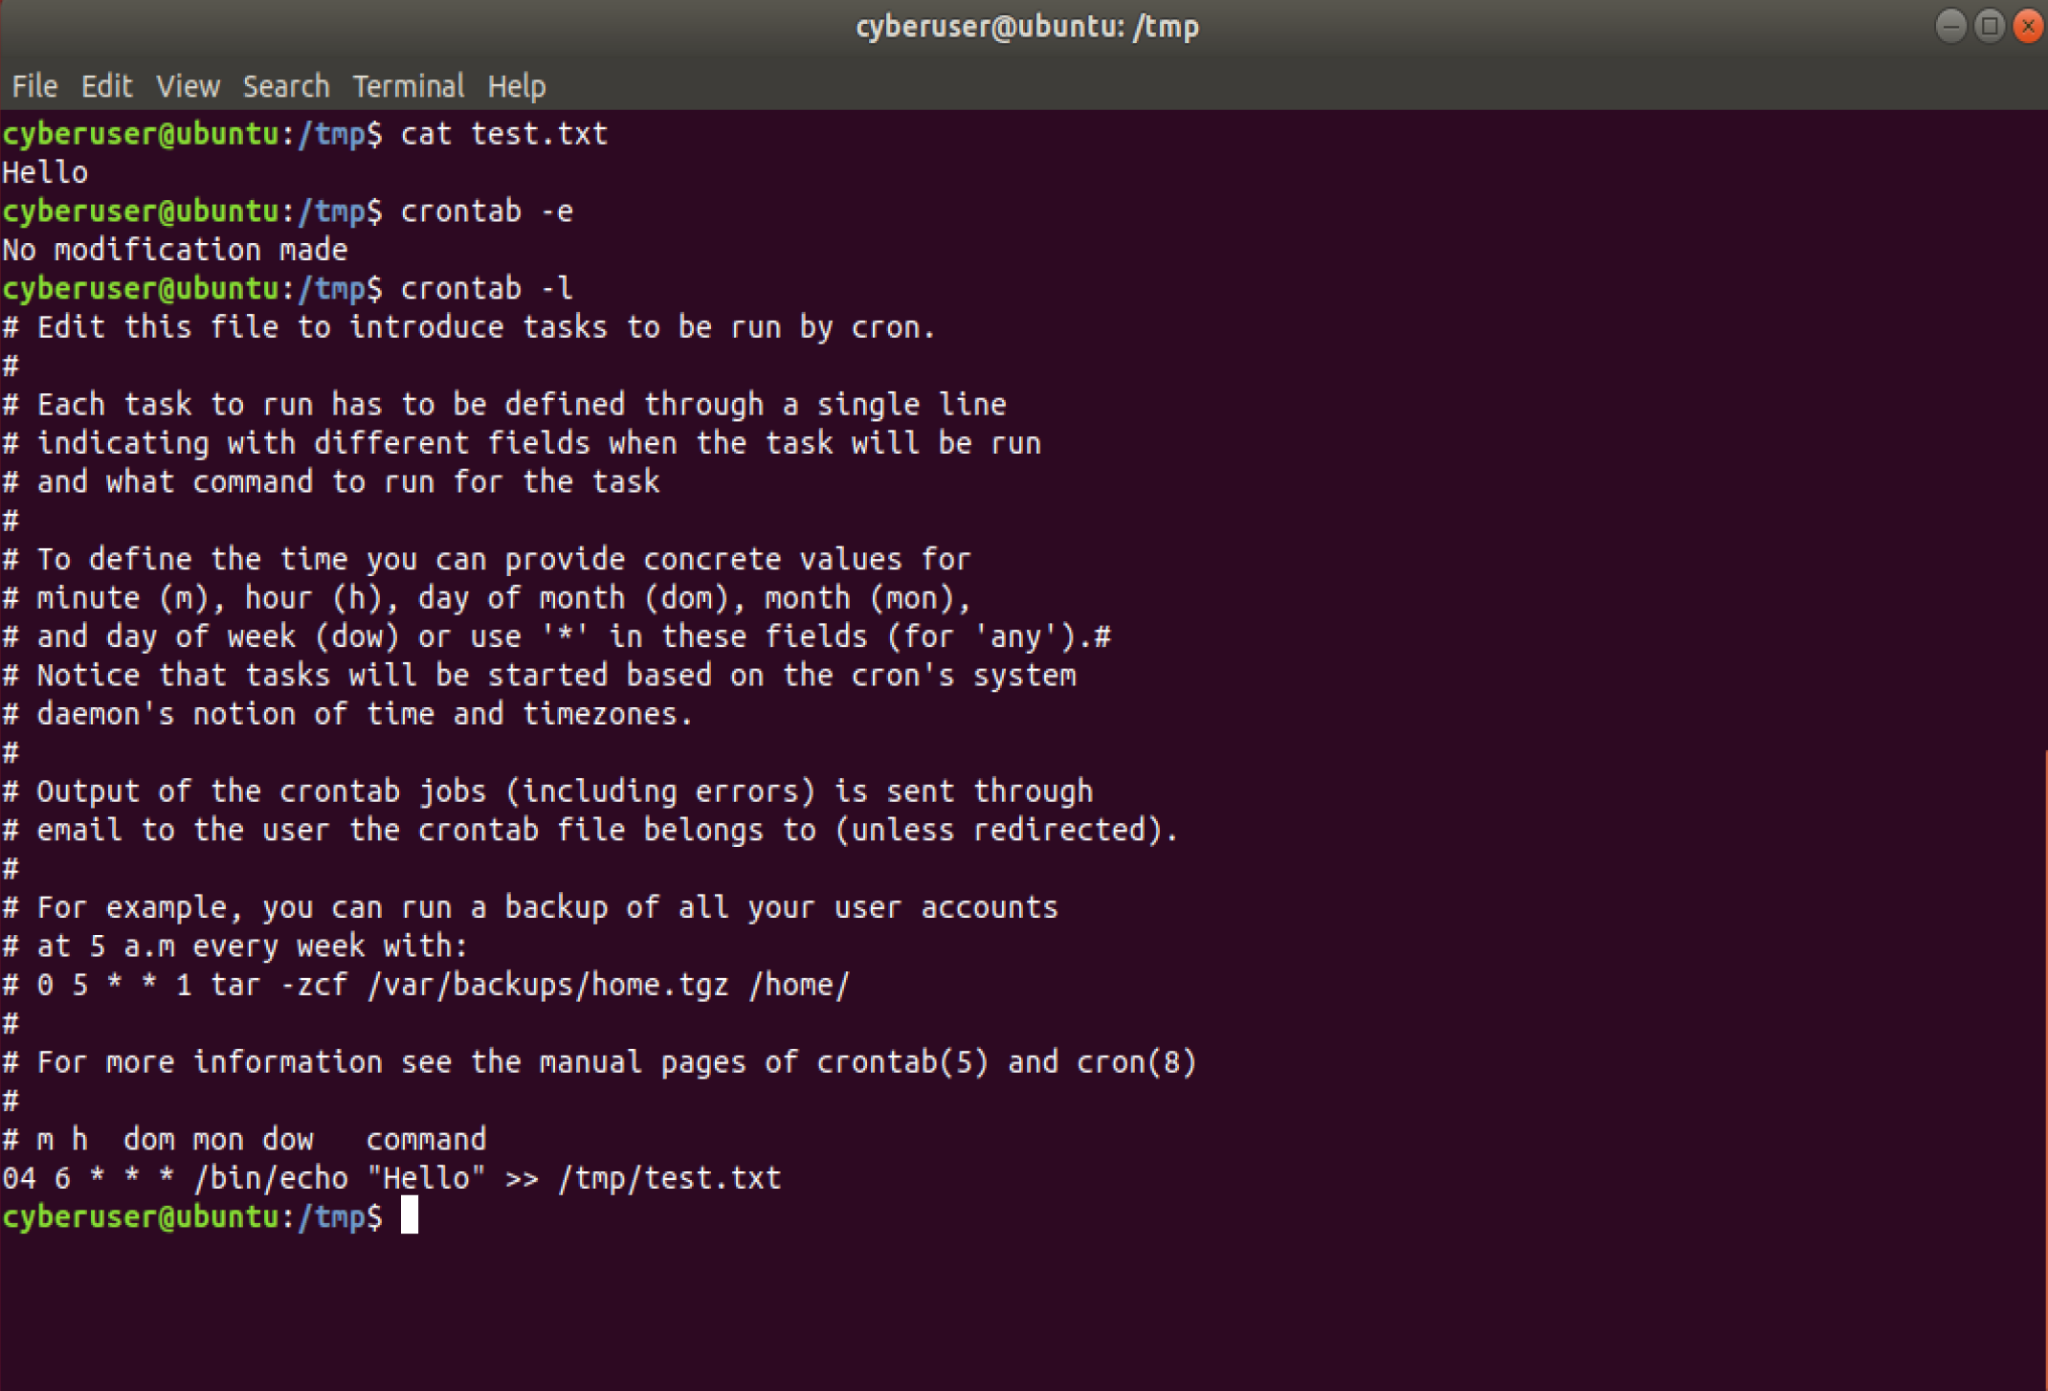 cyberuser@ubuntu: /tmp
File Edit View Search Terminal Help
cyberuser@ubuntu:/tmp$ cat test.txt
Hello
cyberuser@ubuntu:/tmp$ crontab -e
No modification made
cyberuser@ubuntu:/tmp$ crontab -l
# Edit this file to introduce tasks to be run by cron.
#
# Each task to run has to be defined through a single line
# indicating with different fields when the task will be run
# and what command to run for the task
#
# To define the time you can provide concrete values for
# minute (m), hour (h), day of month (dom), month (mon),
# and day of week (dow) or use '*' in these fields (for 'any').#
# Notice that tasks will be started based on the cron's system
# daemon's notion of time and timezones.
#
# Output of the crontab jobs (including errors) is sent through
# email to the user the crontab file belongs to (unless redirected).
#
# For example, you can run a backup of all your user accounts
# at 5 a.m every week with:
# 0 5 * * 1 tar -zcf /var/backups/home.tgz /home/
#
# For more information see the manual pages of crontab(5) and cron(8)
#
# m h  dom mon dow   command
04 6 * * * /bin/echo "Hello" >> /tmp/test.txt
cyberuser@ubuntu:/tmp$